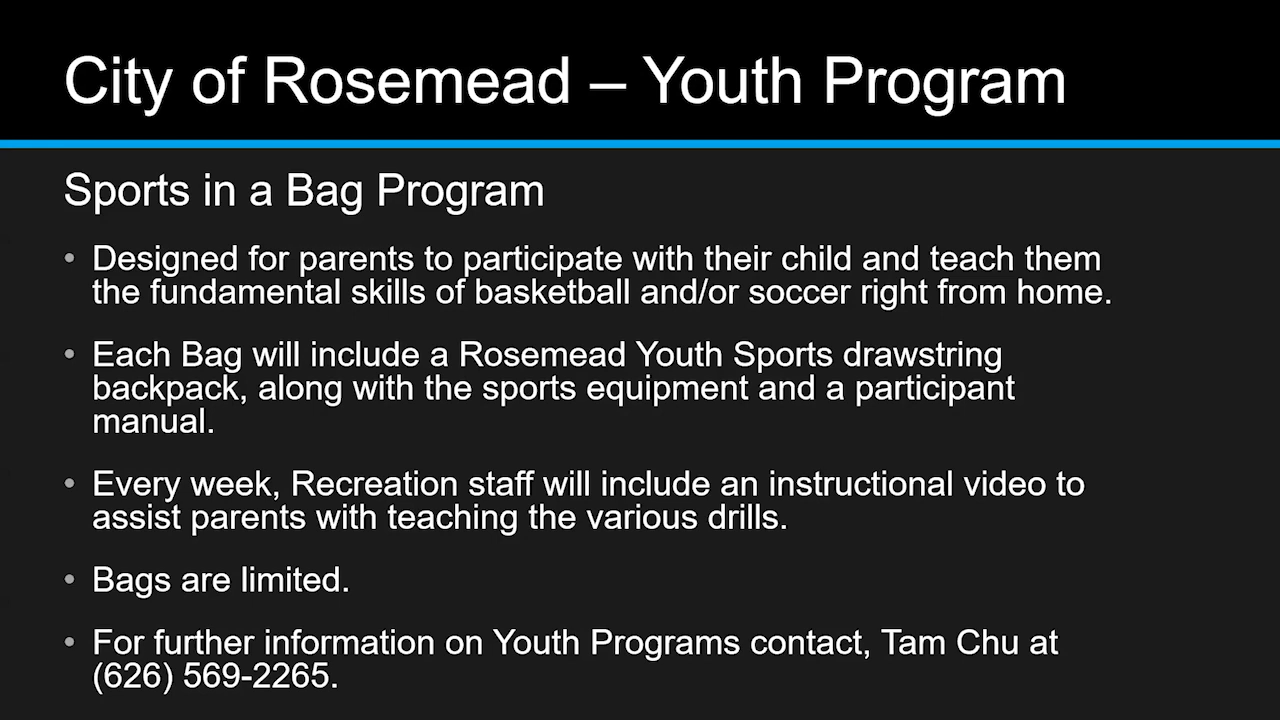 City of Rosemead – Youth Program
Sports in a Bag Program
• Designed for parents to participate with their child and teach them
the fundamental skills of basketball and/or soccer right from home.
• Each Bag will include a Rosemead Youth Sports drawstring
backpack, along with the sports equipment and a participant
manual.
• Every week, Recreation staff will include an instructional video to
assist parents with teaching the various drills.
• Bags are limited.
• For further information on Youth Programs contact, Tam Chu at
(626) 569-2265.